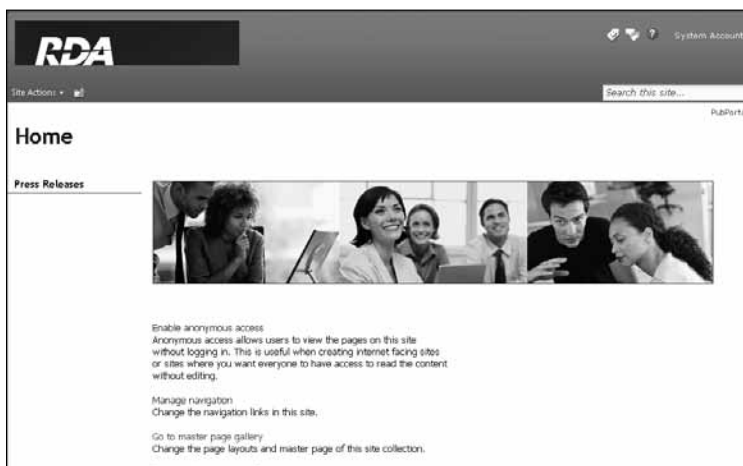 RDA
System Account
Site Actions
Search this site...
PubPorta
Home
Press Releases
Enable anonymous access
Anonymous access allows users to view the pages on this site
without logging in. This is useful when creating internet facing sites
or sites where you want everyone to have access to read the content
without editing.
Manage navigation
Change the navigation links in this site.
Go to master page gallery
Change the page layouts and master page of this site collection.